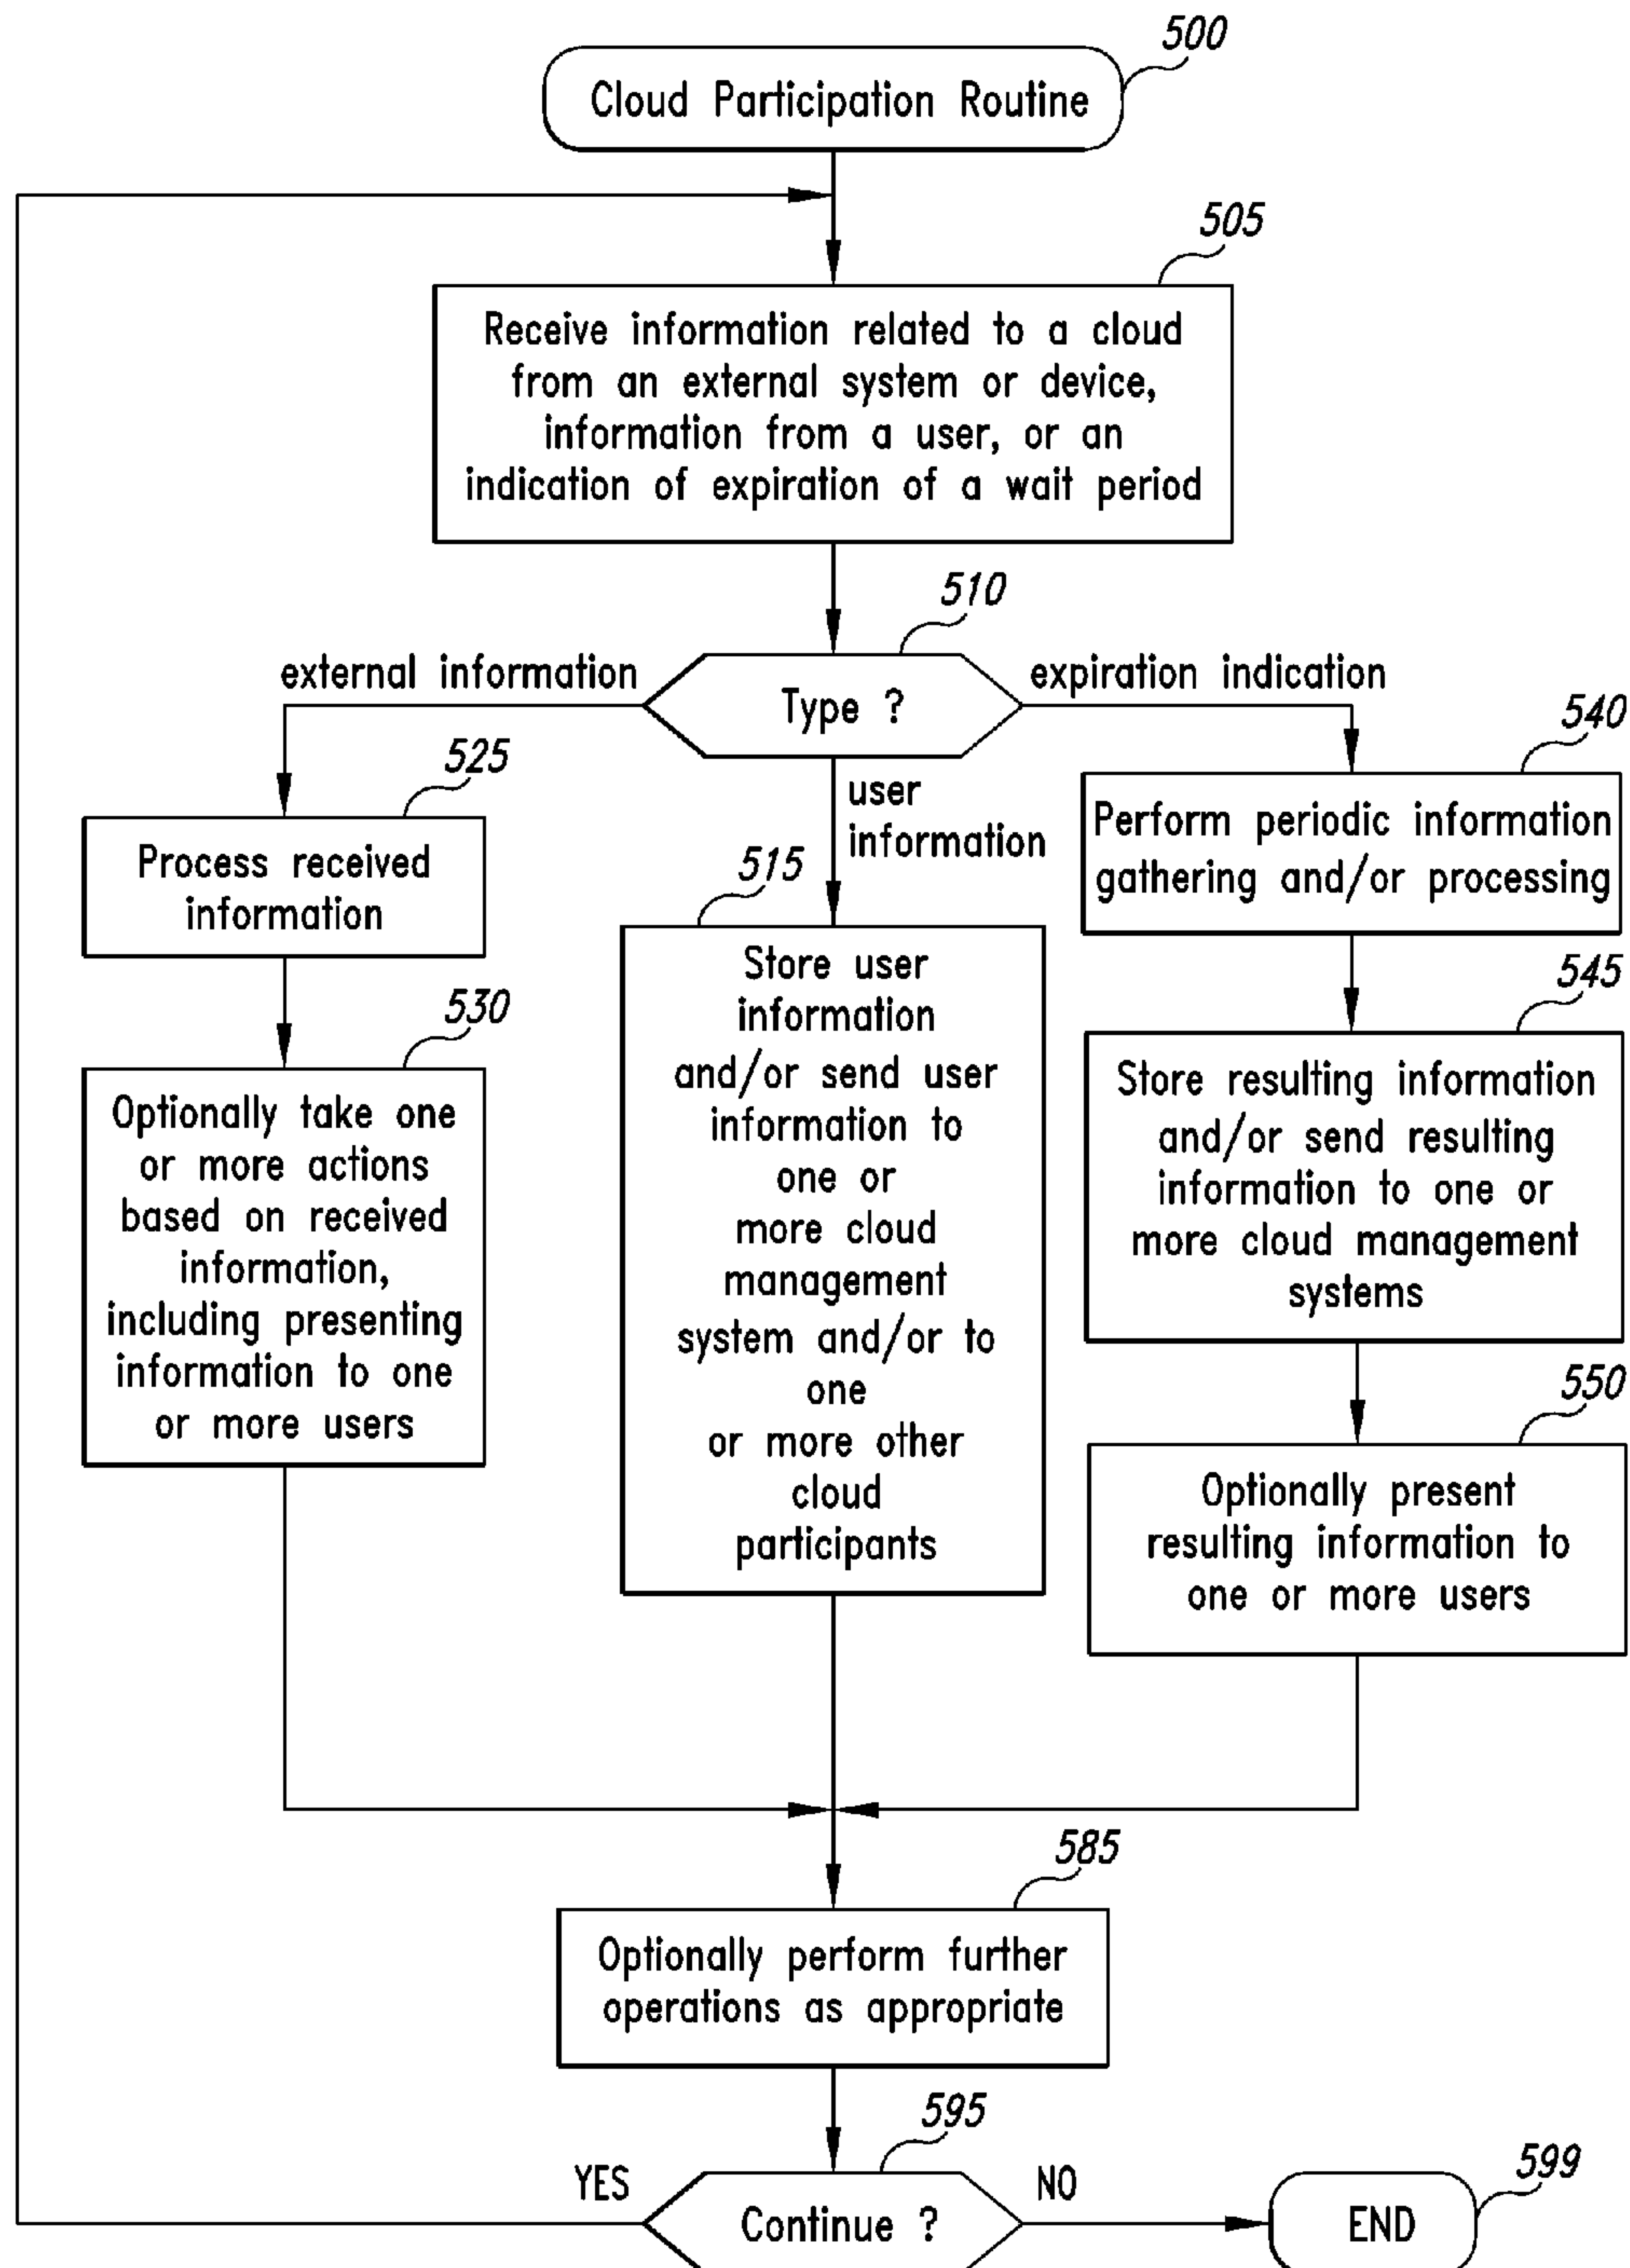 500
Cloud Participation Routine
505
Receive information related to a cloud
from an external system or device,
information from a user, or an
indication of expiration of a wait period
510
external information
Type ?
expiration indication
user
information
525
Process received
information
530
Optionally take one
or more actions
based on received
information,
including presenting
information to one
or more users
515
Store user
information
and/or send user
information to
one or
more cloud
management
system and/or to
one
or more other
cloud
participants
540
Perform periodic information
gathering and/or processing
545
Store resulting information
and/or send resulting
information to one or
more cloud management
systems
550
Optionally present
resulting information to
one or more users
585
Optionally perform further
operations as appropriate
595
YES
Continue ?
NO
599
END